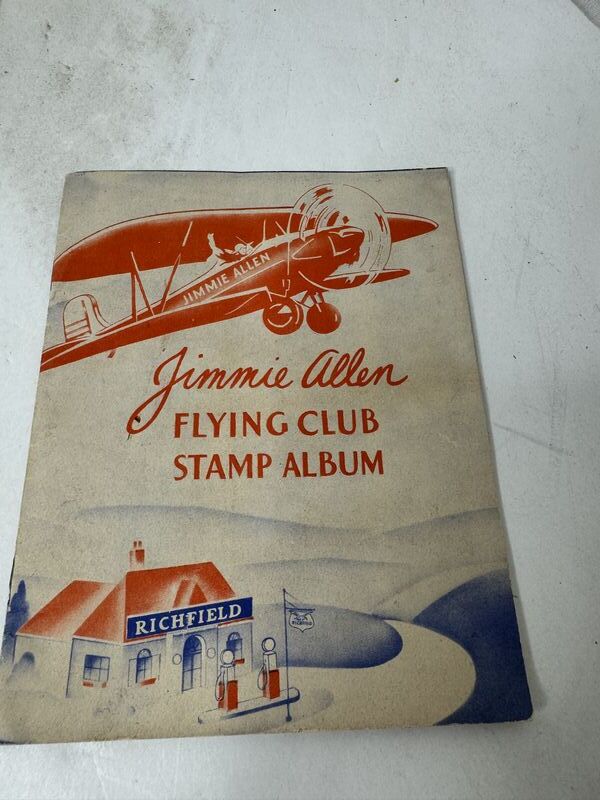 JIMMIE ALLEN
Jimmie Allen
FLYING CLUB
STAMP ALBUM
RICHFIELD